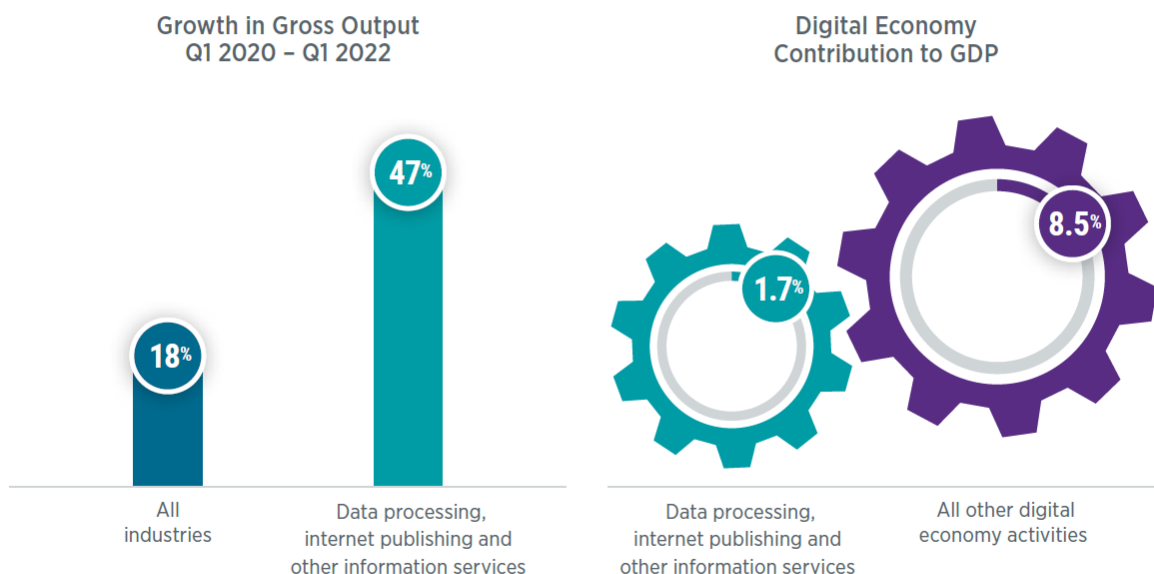 Growth in Gross Output
Q1 2020 – Q1 2022
47%
18%
All
industries
Data processing,
internet publishing and
other information services
Digital Economy
Contribution to GDP
1.7%
8.5%
Data processing,
internet publishing and
other information services
All other digital
economy activities